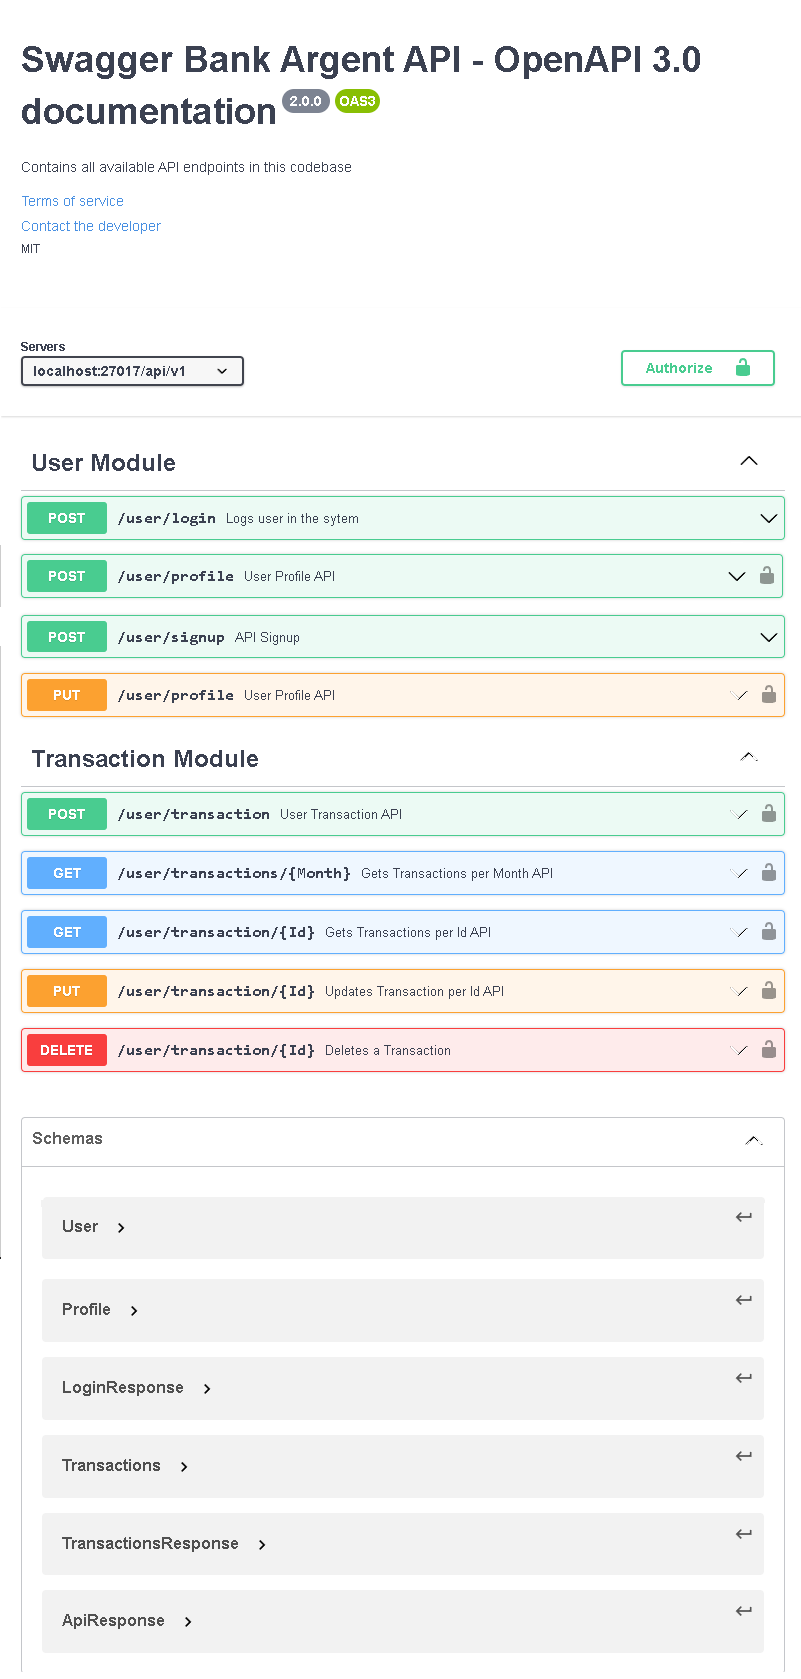 Swagger Bank Argent API - OpenAPI 3.0
documentation 2.0.0 OAS3
Contains all available API endpoints in this codebase
Terms of service
Contact the developer
MIT
Servers
localhost:27017/api/v1
Authorize
User Module
POST /user/login Logs user in the sytem
POST /user/profile User Profile API
POST /user/signup API Signup
PUT /user/profile User Profile API
Transaction Module
POST /user/transaction User Transaction API
GET /user/transactions/{Month} Gets Transactions per Month API
GET /user/transaction/{Id} Gets Transactions per Id API
PUT /user/transaction/{Id} Updates Transaction per Id API
DELETE /user/transaction/{Id} Deletes a Transaction
Schemas
User
Profile
LoginResponse
Transactions
TransactionsResponse
ApiResponse